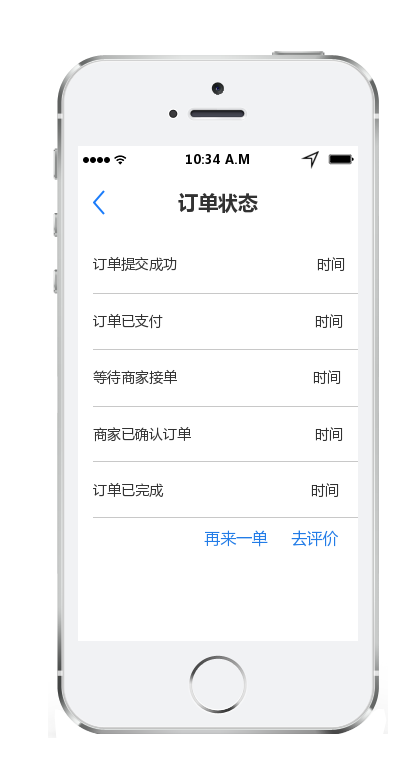 10:34 A.M
订单状态
订单提交成功 时间
订单已支付 时间
等待商家接单 时间
商家已确认订单 时间
订单已完成 时间
再来一单 去评价